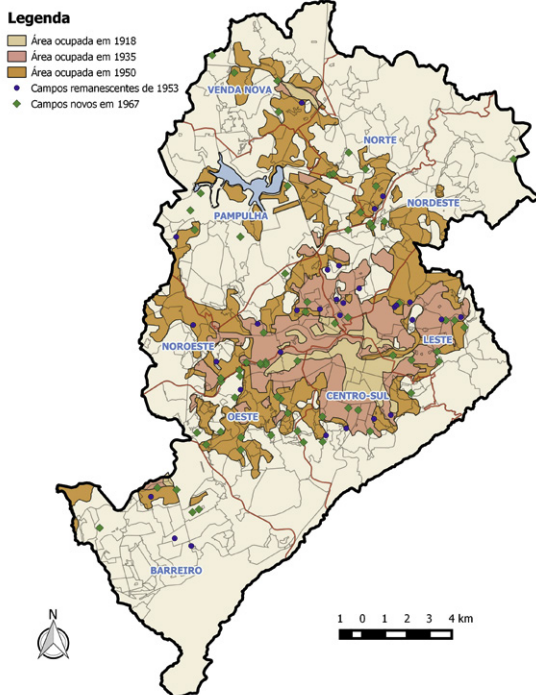 Legenda
Área ocupada em 1918
Área ocupada em 1935
Área ocupada em 1950
Campos remanescentes de 1953
Campos novos em 1967
VENDA NOVA
NORTE
NORDESTE
PAMPULHA
NOROESTE
LESTE
CENTRO-SUL
OESTE
BARREIRO
N
1 0 1 2 3 4 km